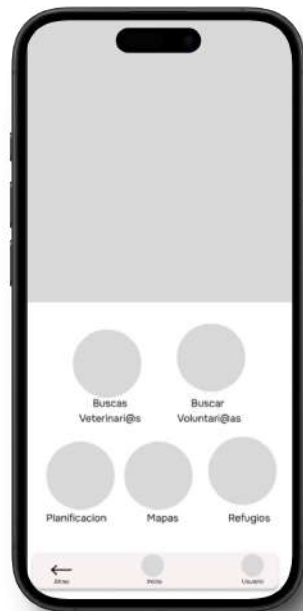 Buscas
Veterinari@s
Buscar
Voluntari@as
Planificacion
Mapas
Refugios
Atras
Inicio
Usuario